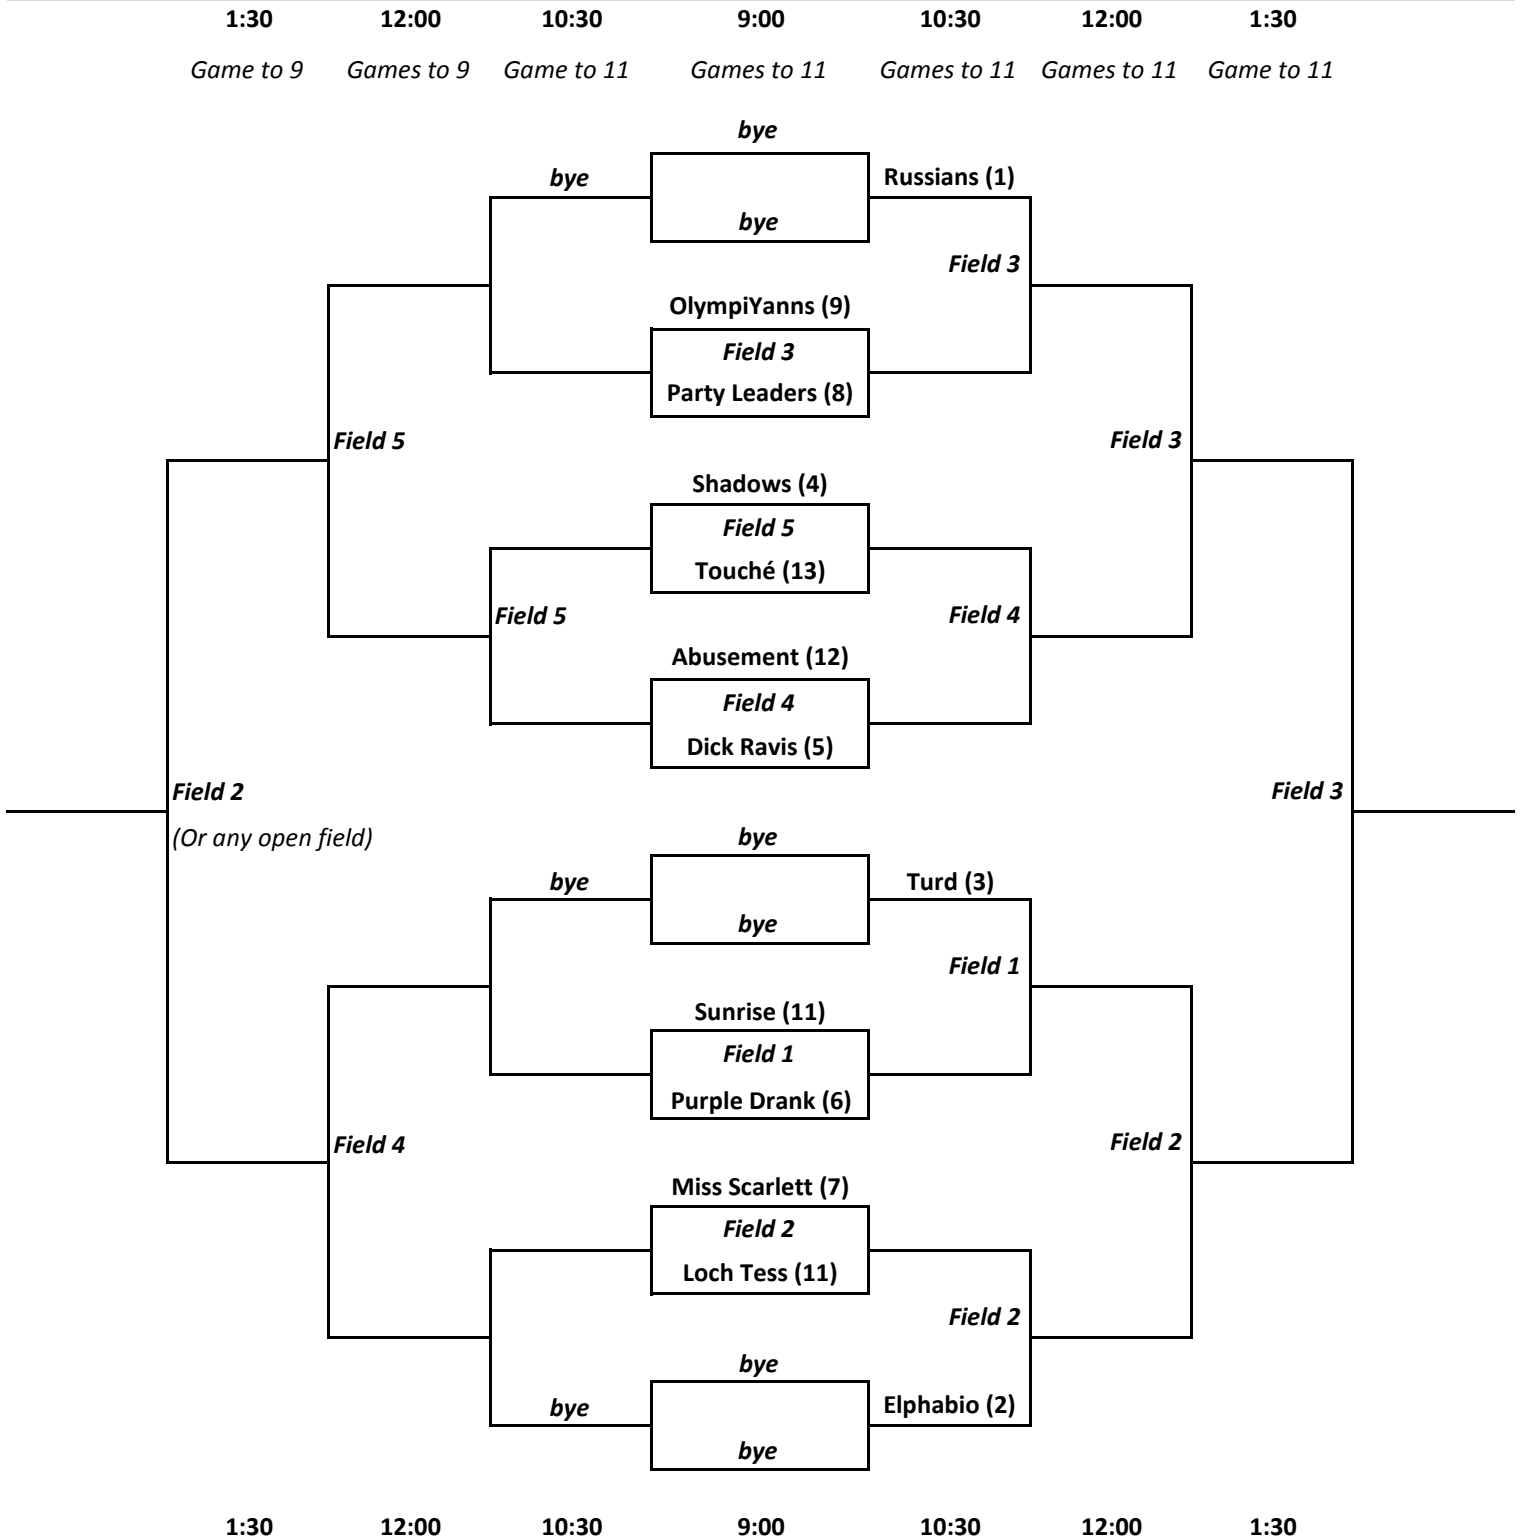 1:30 12:00 10:30 9:00 10:30 12:00 1:30
Game to 9 Games to 9 Game to 11 Games to 11 Games to 11 Games to 11 Game to 11
bye
bye Russians (1)
bye
Field 3
OlympiYanns (9)
Field 3
Party Leaders (8)
Field 5 Field 3
Shadows (4)
Field 5
Touché (13)
Field 5 Field 4
Abusement (12)
Field 4
Dick Ravis (5)
Field 2 Field 3
(Or any open field) bye
bye Turd (3)
bye
Field 1
Sunrise (11)
Field 1
Purple Drank (6)
Field 4 Field 2
Miss Scarlett (7)
Field 2
Loch Tess (11)
Field 2
bye
bye Elphabio (2)
bye
1:30 12:00 10:30 9:00 10:30 12:00 1:30